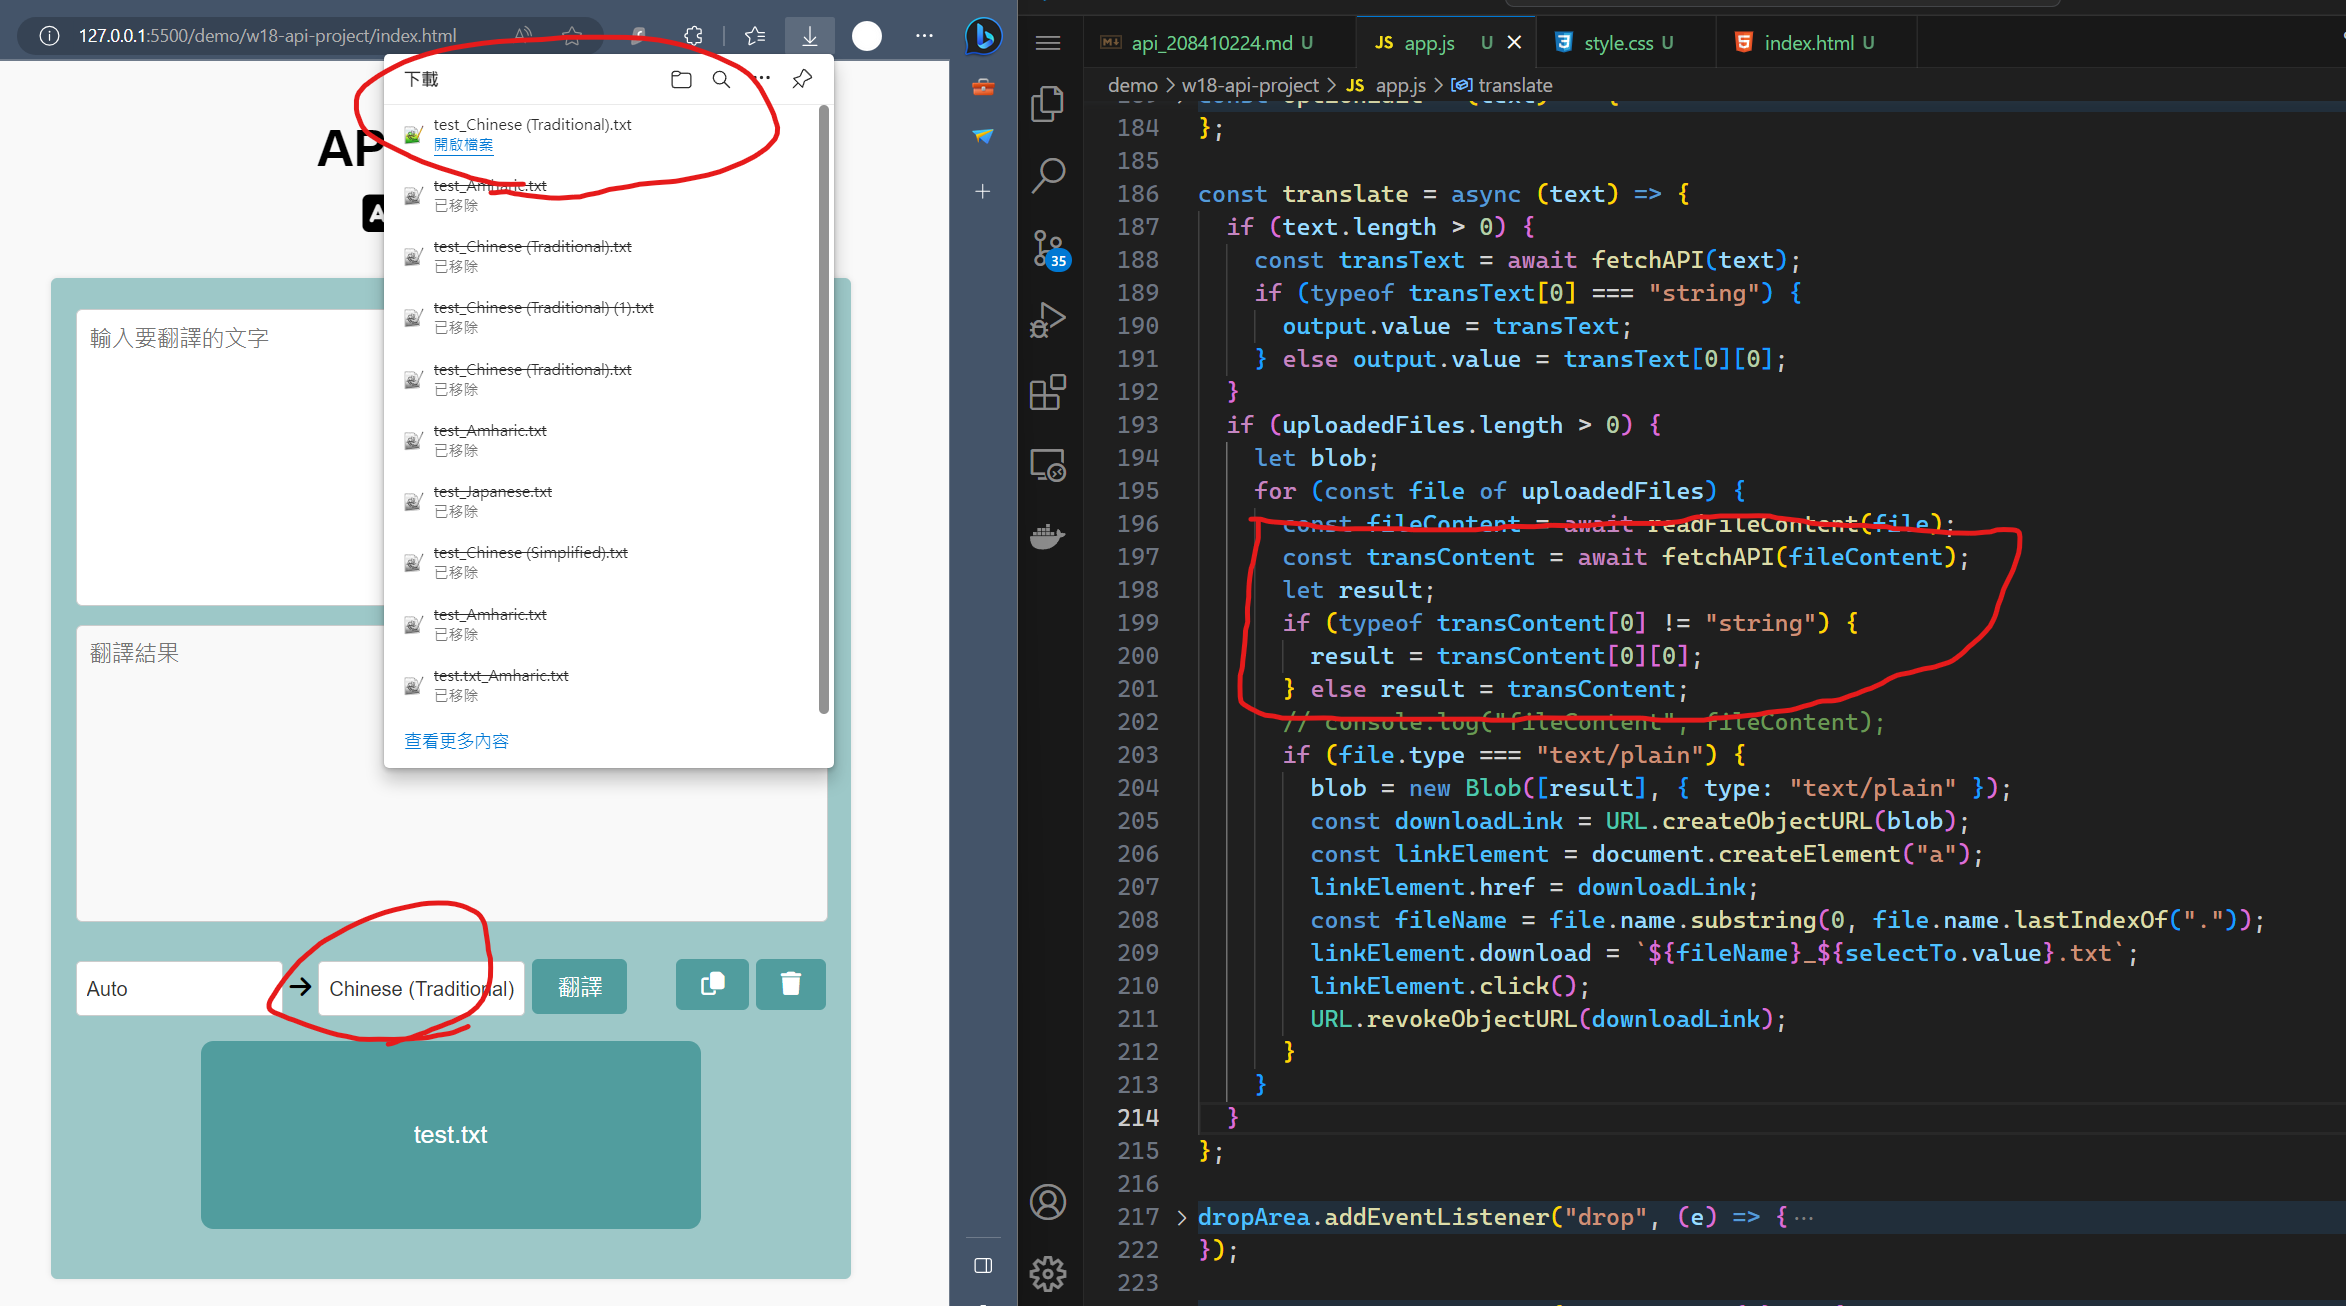 127.0.0.1:5500/demo/w18-api-project/index.html
下載
test_Chinese (Traditional).txt
開啟檔案
test_Amharic.txt
已移除
test_Chinese (Traditional).txt
已移除
test_Chinese (Traditional) (1).txt
已移除
test_Chinese (Traditional).txt
已移除
test_Amharic.txt
已移除
test_Japanese.txt
已移除
test_Chinese (Simplified).txt
已移除
test_Amharic.txt
已移除
test.txt_Amharic.txt
已移除
查看更多內容
AP
A
輸入要翻譯的文字
翻譯結果
Auto
Chinese (Traditional)
翻譯
test.txt
api_208410224.md U
JS app.js U
style.css U
index.html U
demo > w18-api-project > JS app.js > translate
35
184 };
185
186 const translate = async (text) => {
187 if (text.length > 0) {
188 const transText = await fetchAPI(text);
189 if (typeof transText[0] === "string") {
190 output.value = transText;
191 } else output.value = transText[0][0];
192 }
193 if (uploadedFiles.length > 0) {
194 let blob;
195 for (const file of uploadedFiles) {
196 const fileContent = await readFileContent(file);
197 const transContent = await fetchAPI(fileContent);
198 let result;
199 if (typeof transContent[0] != "string") {
200 result = transContent[0][0];
201 } else result = transContent;
202 // console.log("fileContent", fileContent);
203 if (file.type === "text/plain") {
204 blob = new Blob([result], { type: "text/plain" });
205 const downloadLink = URL.createObjectURL(blob);
206 const linkElement = document.createElement("a");
207 linkElement.href = downloadLink;
208 const fileName = file.name.substring(0, file.name.lastIndexOf("."));
209 linkElement.download = `${fileName}_${selectTo.value}.txt`;
210 linkElement.click();
211 URL.revokeObjectURL(downloadLink);
212 }
213 }
214 }
215 };
216
217 dropArea.addEventListener("drop", (e) => { ···
222 });
223